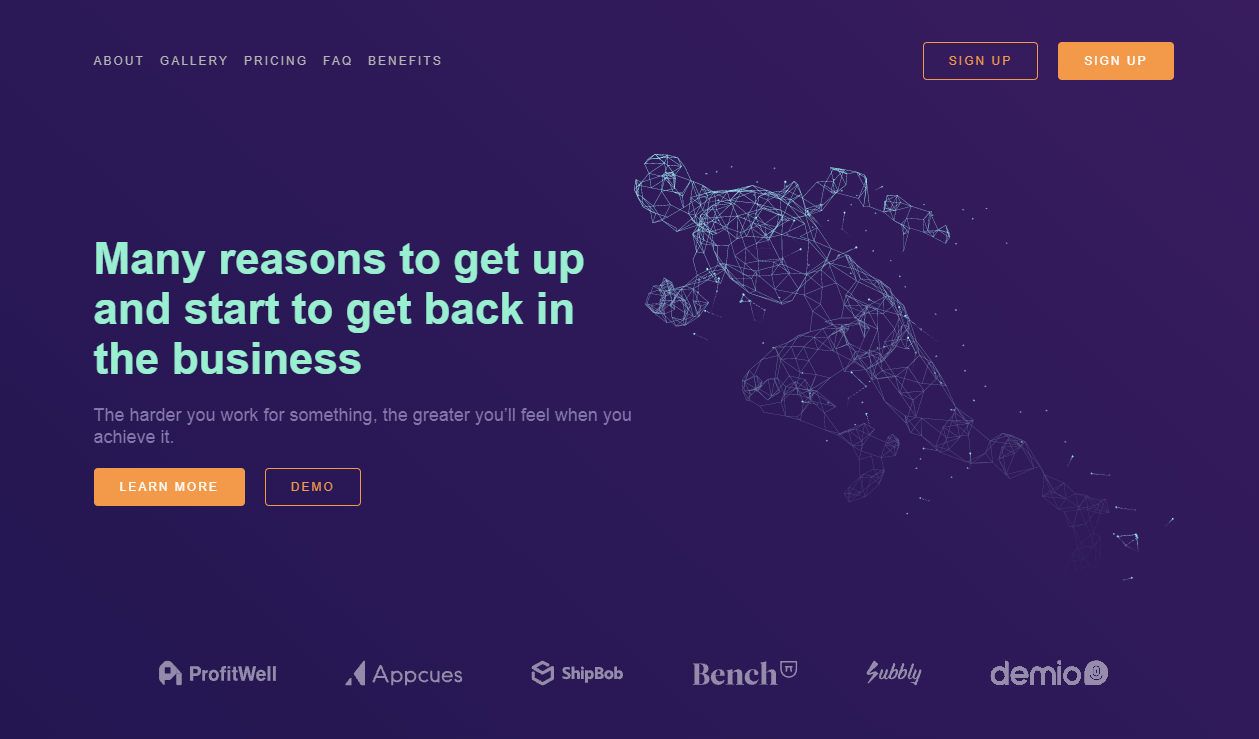 ABOUT GALLERY PRICING FAQ BENEFITS SIGN UP SIGN UP
Many reasons to get up
and start to get back in
the business
The harder you work for something, the greater you’ll feel when you
achieve it.
LEARN MORE DEMO
ProfitWell Appcues ShipBob Bench Subbly demio